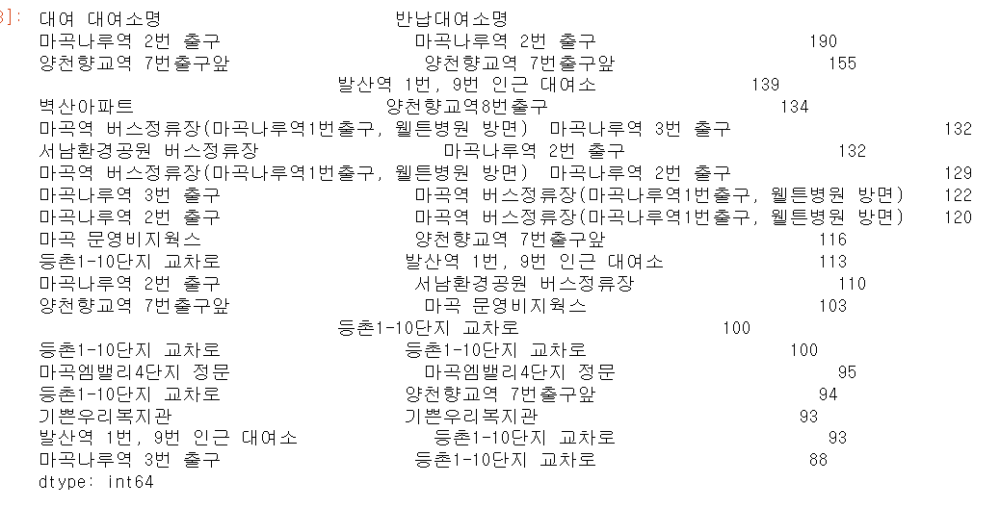 3]: 대여 대여소명 반납대여소명
마곡나루역 2번 출구 마곡나루역 2번 출구 190
양천향교역 7번출구앞 양천향교역 7번출구앞 155
발산역 1번, 9번 인근 대여소 139
벽산아파트 양천향교역8번출구 134
마곡역 버스정류장(마곡나루역1번출구, 웰튼병원 방면) 마곡나루역 3번 출구 132
서남환경공원 버스정류장 마곡나루역 2번 출구 132
마곡역 버스정류장(마곡나루역1번출구, 웰튼병원 방면) 마곡나루역 2번 출구 129
마곡나루역 3번 출구 마곡역 버스정류장(마곡나루역1번출구, 웰튼병원 방면) 122
마곡나루역 2번 출구 마곡역 버스정류장(마곡나루역1번출구, 웰튼병원 방면) 120
마곡 문영비지웍스 양천향교역 7번출구앞 116
등촌1-10단지 교차로 발산역 1번, 9번 인근 대여소 113
마곡나루역 2번 출구 서남환경공원 버스정류장 110
양천향교역 7번출구앞 마곡 문영비지웍스 103
등촌1-10단지 교차로 100
등촌1-10단지 교차로 등촌1-10단지 교차로 100
마곡엠밸리4단지 정문 마곡엠밸리4단지 정문 95
등촌1-10단지 교차로 양천향교역 7번출구앞 94
기쁜우리복지관 기쁜우리복지관 93
발산역 1번, 9번 인근 대여소 등촌1-10단지 교차로 93
마곡나루역 3번 출구 등촌1-10단지 교차로 88
dtype: int64